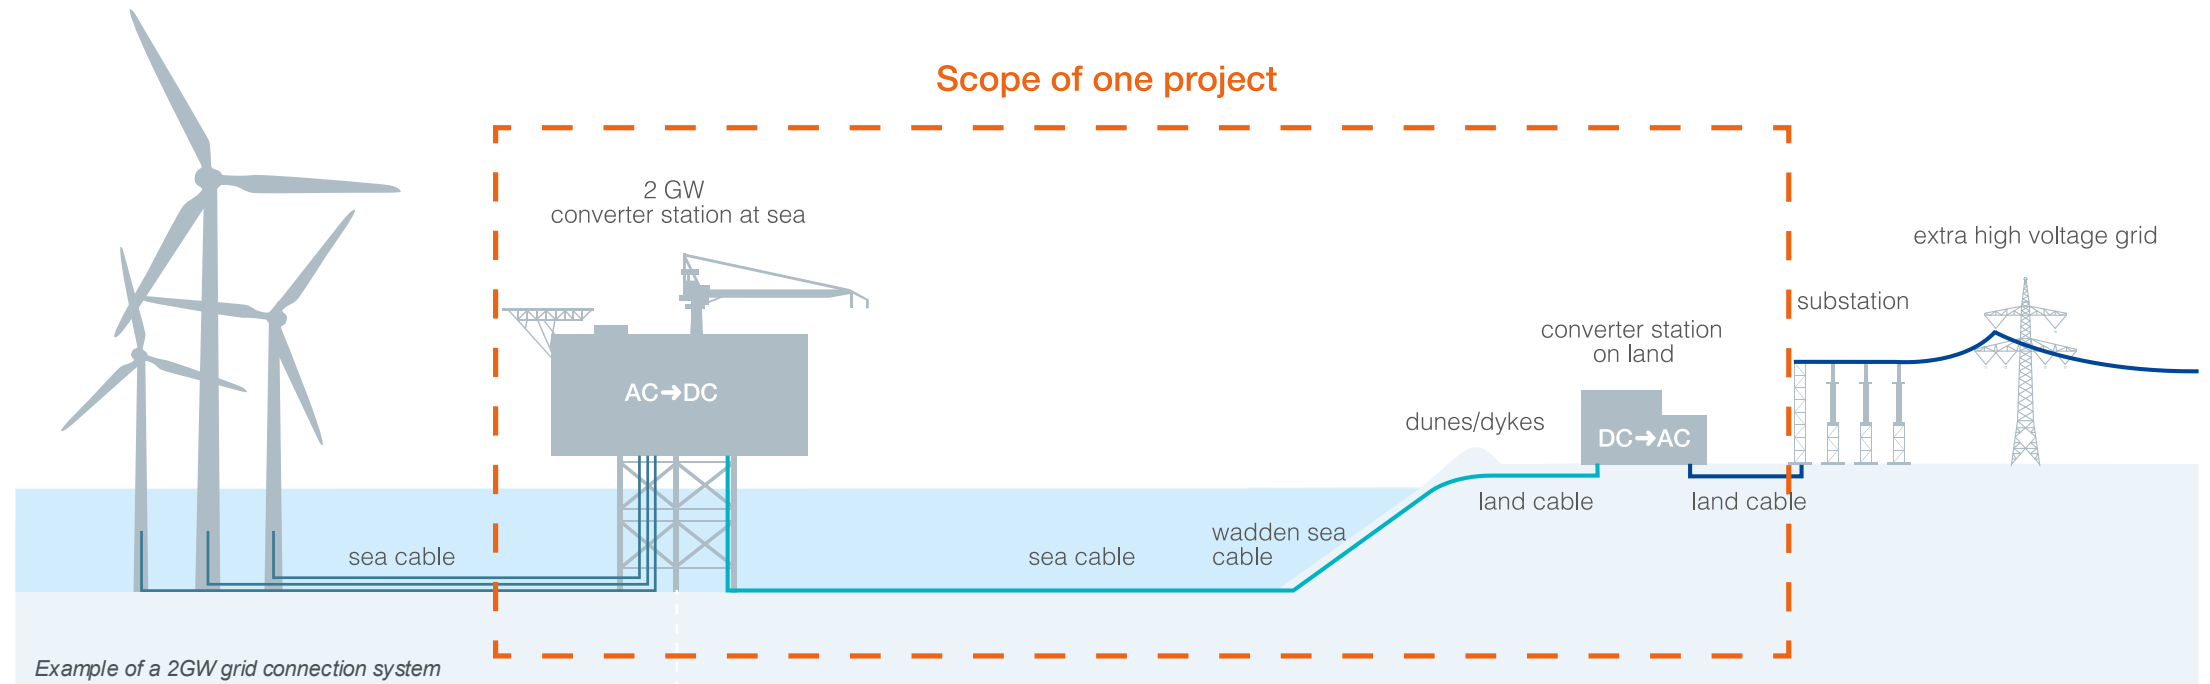 Scope of one project
2 GW
converter station at sea
extra high voltage grid
substation
converter station
on land
AC➜DC
dunes/dykes
DC➜AC
land cable
land cable
wadden sea
cable
sea cable
sea cable
Example of a 2GW grid connection system